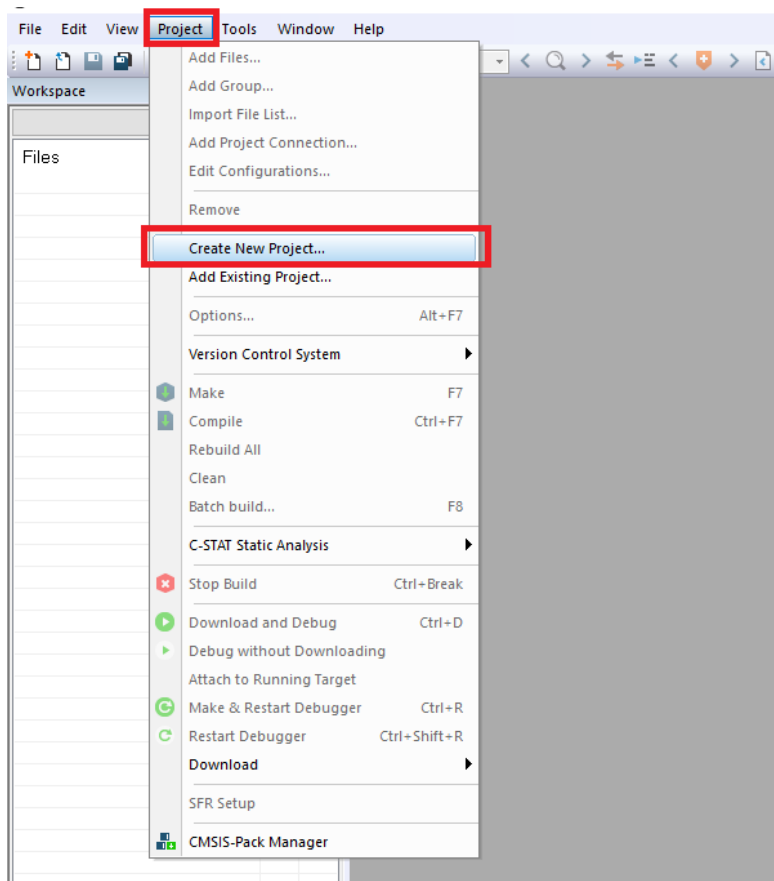 File Edit View Project Tools Window Help
Workspace
Files
Add Files...
Add Group...
Import File List...
Add Project Connection...
Edit Configurations...
Remove
Create New Project...
Add Existing Project...
Options... Alt+F7
Version Control System
Make F7
Compile Ctrl+F7
Rebuild All
Clean
Batch build... F8
C-STAT Static Analysis
Stop Build Ctrl+Break
Download and Debug Ctrl+D
Debug without Downloading
Attach to Running Target
Make & Restart Debugger Ctrl+R
Restart Debugger Ctrl+Shift+R
Download
SFR Setup
CMSIS-Pack Manager